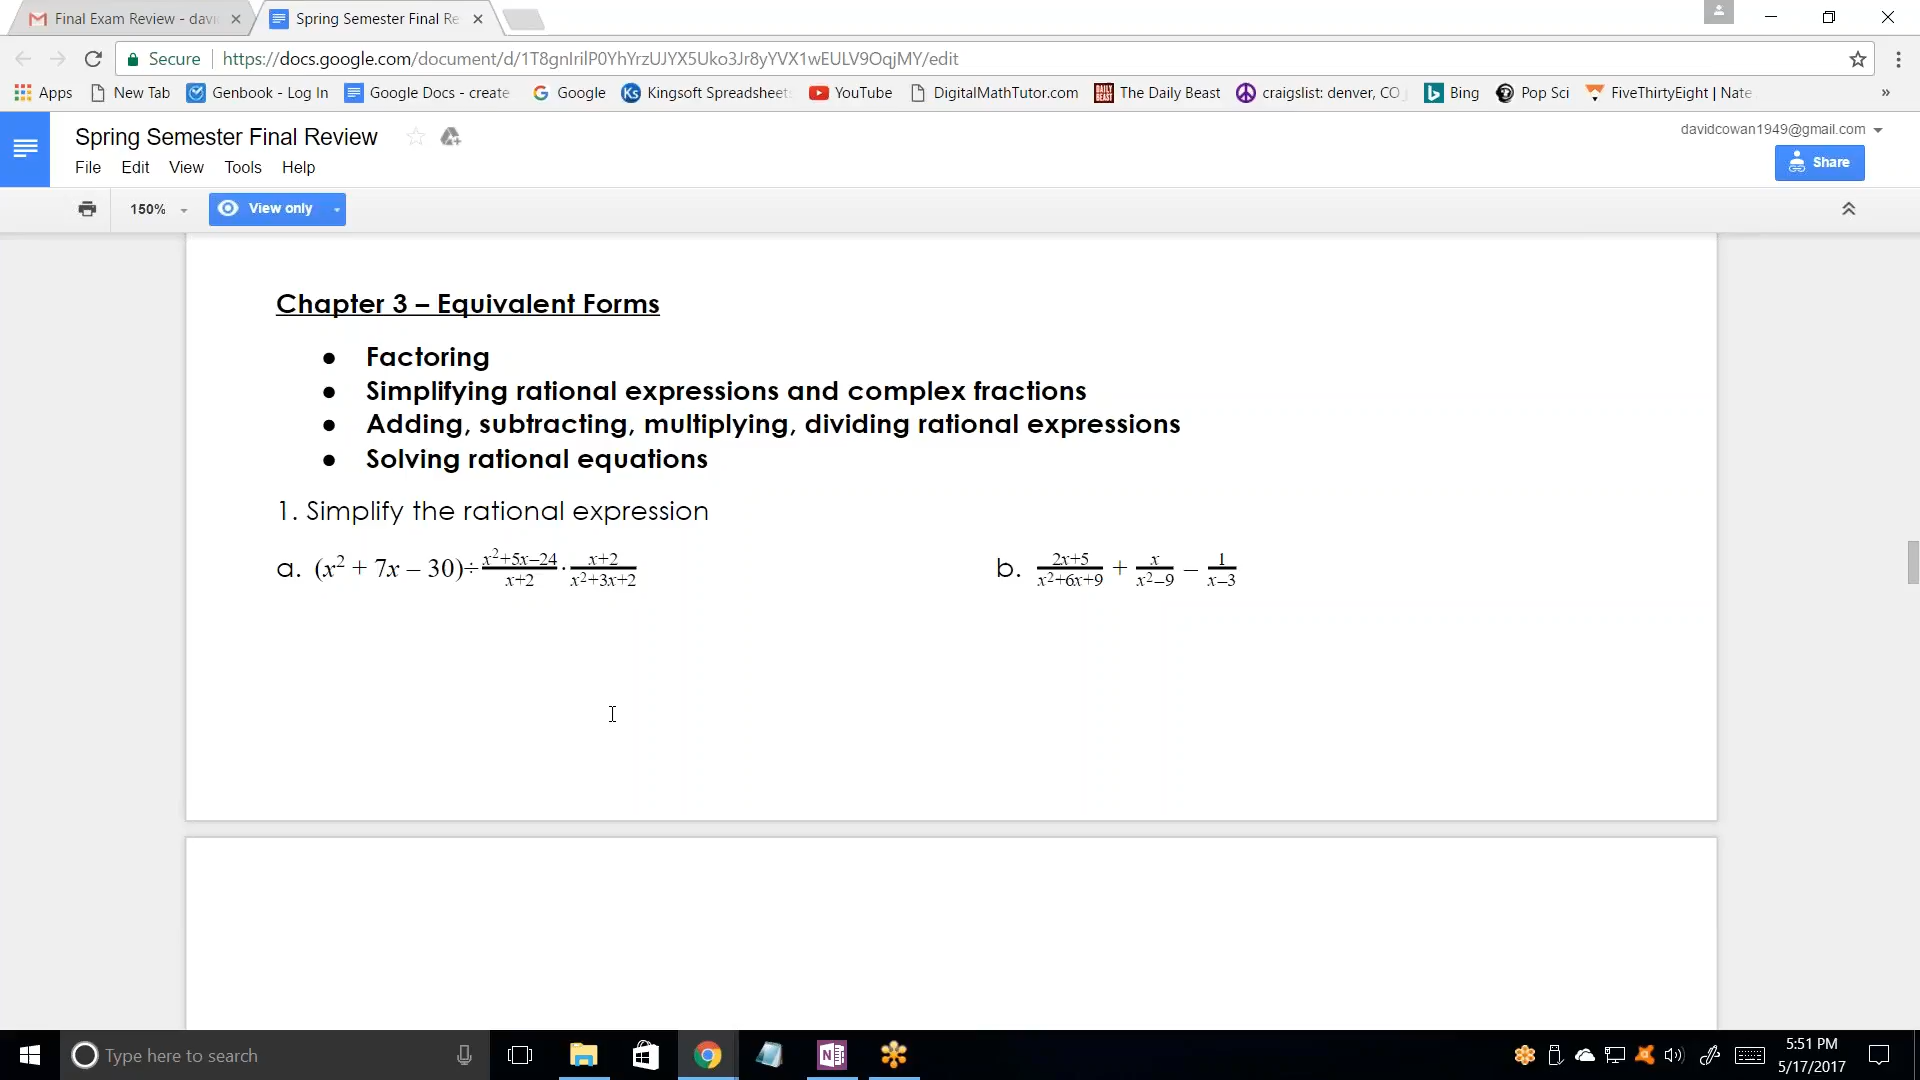 Final Exam Review - davi
Spring Semester Final Re
Secure
https://docs.google.com/document/d/1T8gnIrilP0YhYrzUJYX5Uko3Jr8yYVX1wEULV9OqjMY/edit
Apps New Tab Genbook - Log In Google Docs - create Google Ks Kingsoft Spreadsheet YouTube DigitalMathTutor.com DAILY BEAST The Daily Beast craigslist: denver, CO Bing Pop Sci FiveThirtyEight | Nate »
Spring Semester Final Review
davidcowan1949@gmail.com
File Edit View Tools Help
Share
150% View only
Chapter 3 – Equivalent Forms
● Factoring
● Simplifying rational expressions and complex fractions
● Adding, subtracting, multiplying, dividing rational expressions
● Solving rational equations
1. Simplify the rational expression
a. (x² + 7x – 30)÷ (x²+5x–24)/(x+2) · (x+2)/(x²+3x+2)
b. (2x+5)/(x²+6x+9) + x/(x²–9) – 1/(x–3)
Type here to search
N
5:51 PM
5/17/2017